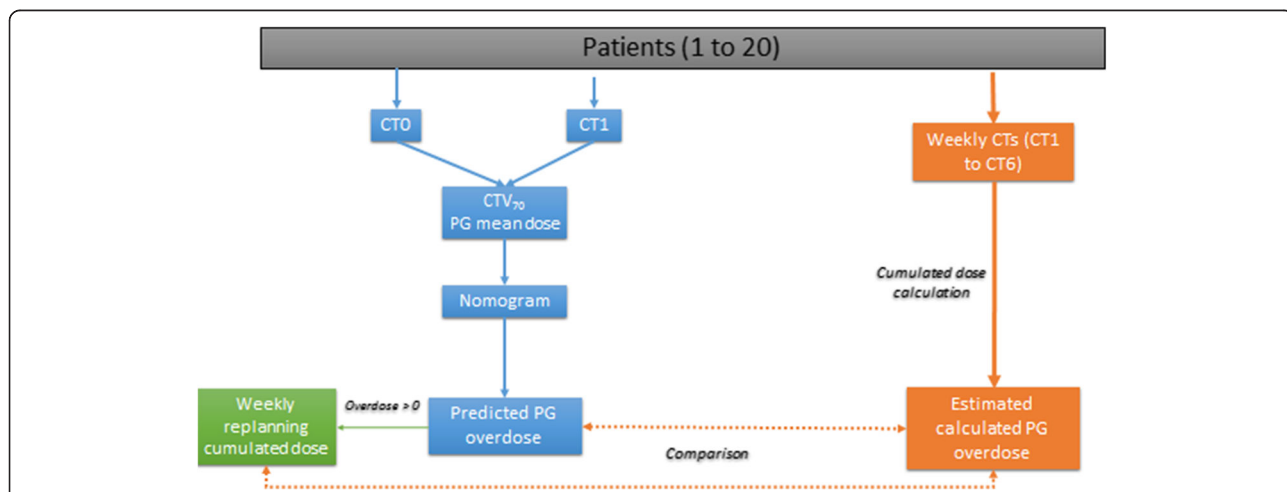 Patients (1 to 20)
CT0
CT1
Weekly CTs (CT1
to CT6)
CTV₇₀
PG mean dose
Cumulated dose
calculation
Nomogram
Weekly
replanning
cumulated dose
Overdose > 0
Predicted PG
overdose
Comparison
Estimated
calculated PG
overdose